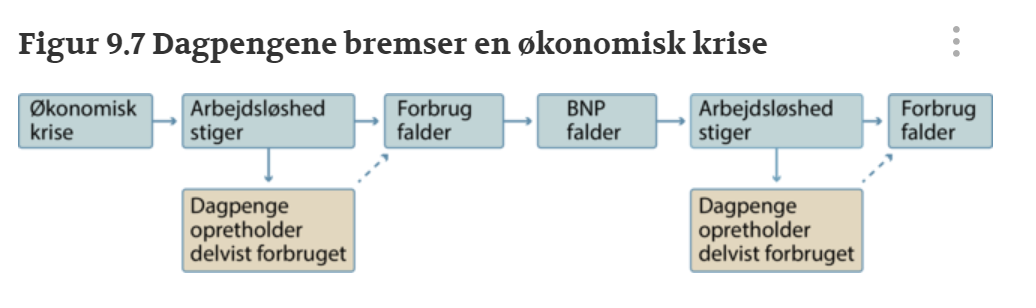 Figur 9.7 Dagpengene bremser en økonomisk krise
Økonomisk
krise
Arbejdsløshed
stiger
Forbrug
falder
BNP
falder
Arbejdsløshed
stiger
Forbrug
falder
Dagpenge
opretholder
delvist forbruget
Dagpenge
opretholder
delvist forbruget